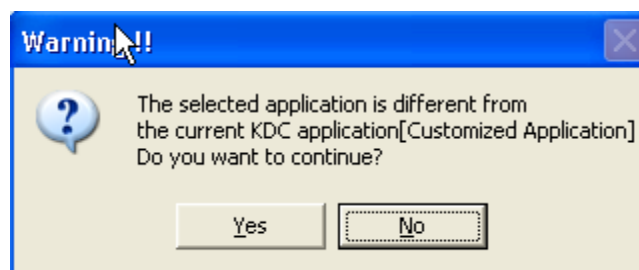 Warning!!
The selected application is different from
the current KDC application[Customized Application]
Do you want to continue?
Yes
No